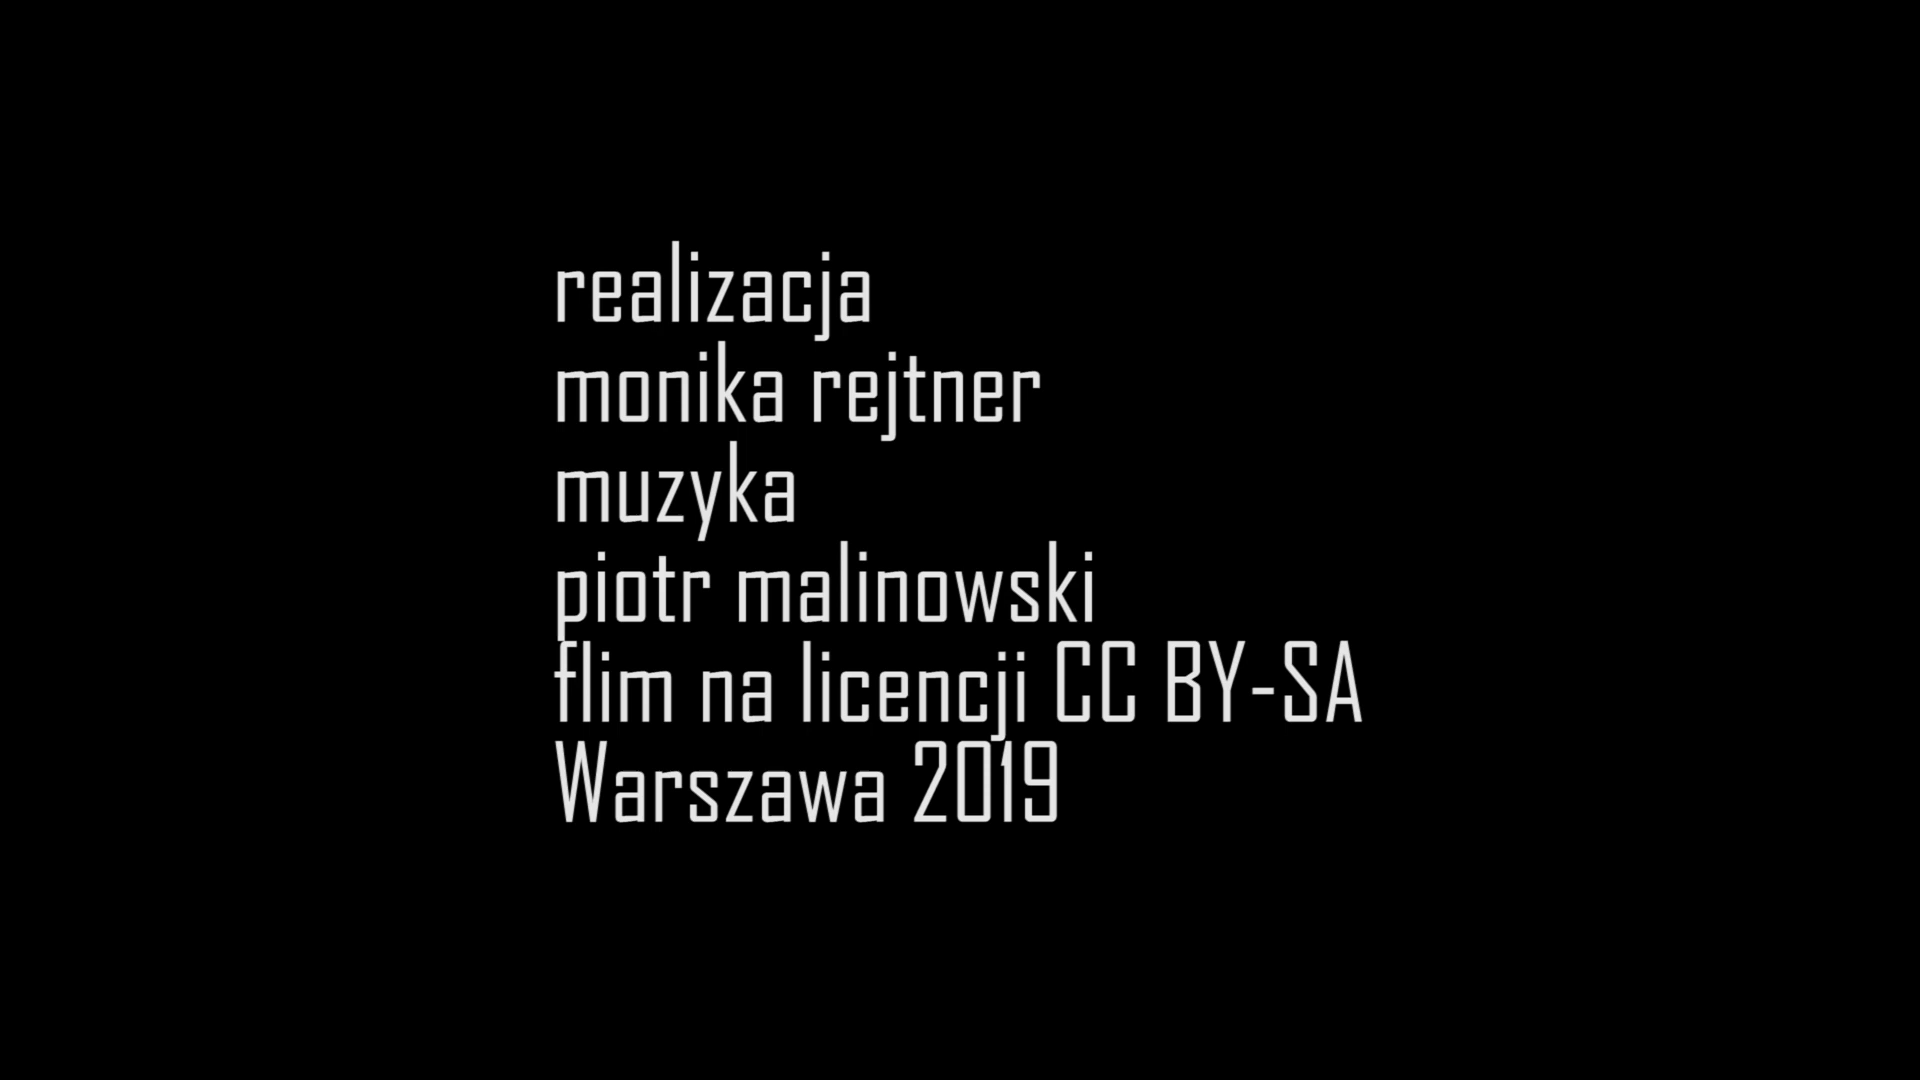 realizacja
monika rejtner
muzyka
piotr malinowski
flim na licencji CC BY-SA
Warszawa 2019